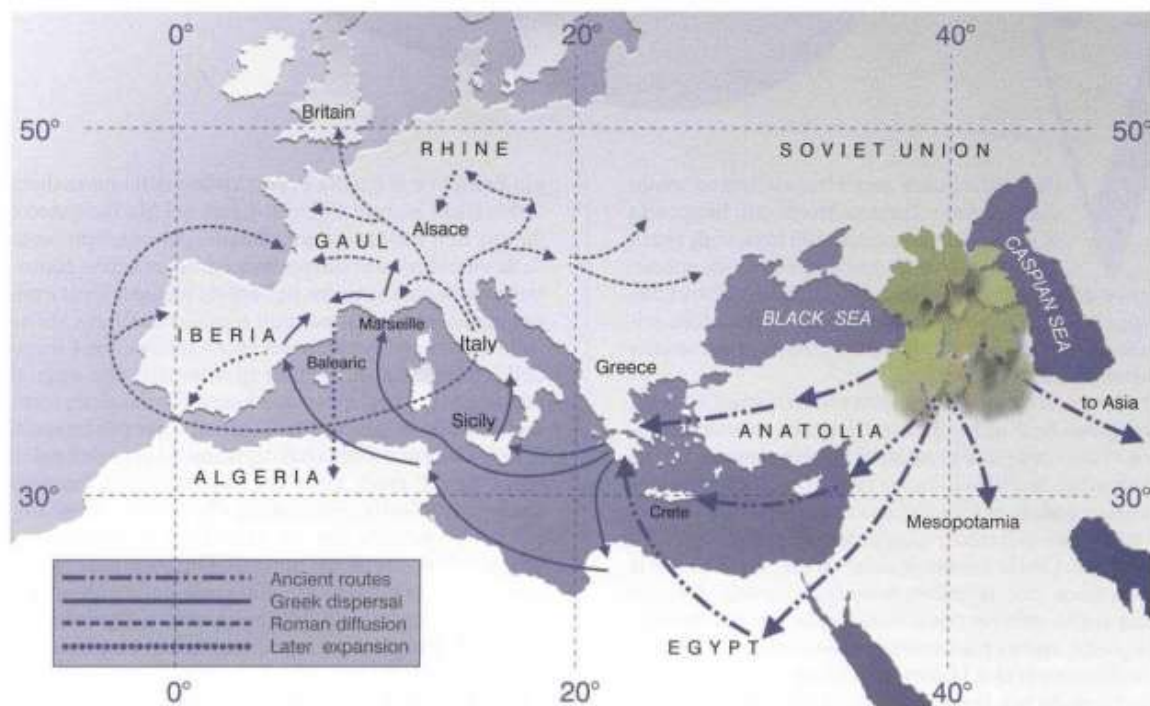 0°
20°
40°
Britain
50°
50°
RHINE
SOVIET UNION
Alsace
GAUL
CASPIAN SEA
BLACK SEA
IBERIA
Marseille
Italy
Balearic
Greece
Sicily
to Asia
ANATOLIA
ALGERIA
30°
30°
Crete
Mesopotamia
Ancient routes
Greek dispersal
Roman diffusion
Later expansion
EGYPT
0°
20°
40°